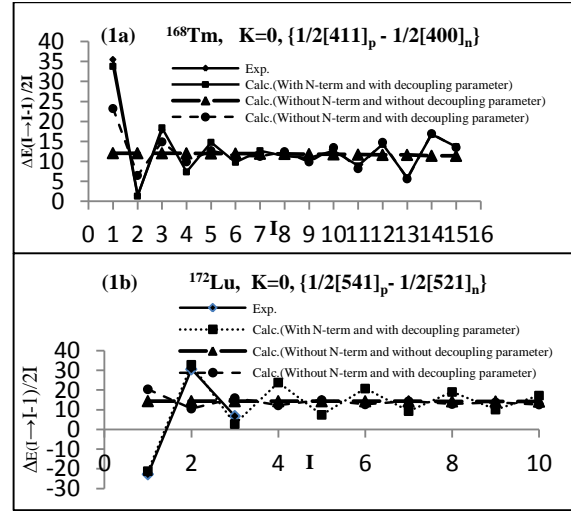 (1a) ¹⁶⁸Tm, K=0, {1/2[411]p - 1/2[400]n}
Exp.
Calc.(With N-term and with decoupling parameter)
Calc.(Without N-term and without decoupling parameter)
Calc.(Without N-term and with decoupling parameter)
ΔE(I→I-1) /2I
40
35
30
25
20
15
10
5
0
0 1 2 3 4 5 6 7 8 9 10 11 12 13 14 15 16
I
(1b) ¹⁷²Lu, K=0, {1/2[541]p - 1/2[521]n}
Exp.
Calc.(With N-term and with decoupling parameter)
Calc.(Without N-term and without decoupling parameter)
Calc.(Without N-term and with decoupling parameter)
ΔE(I→I-1)/2I
40
30
20
10
0
-10
-20
-30
0 2 4 6 8 10
I